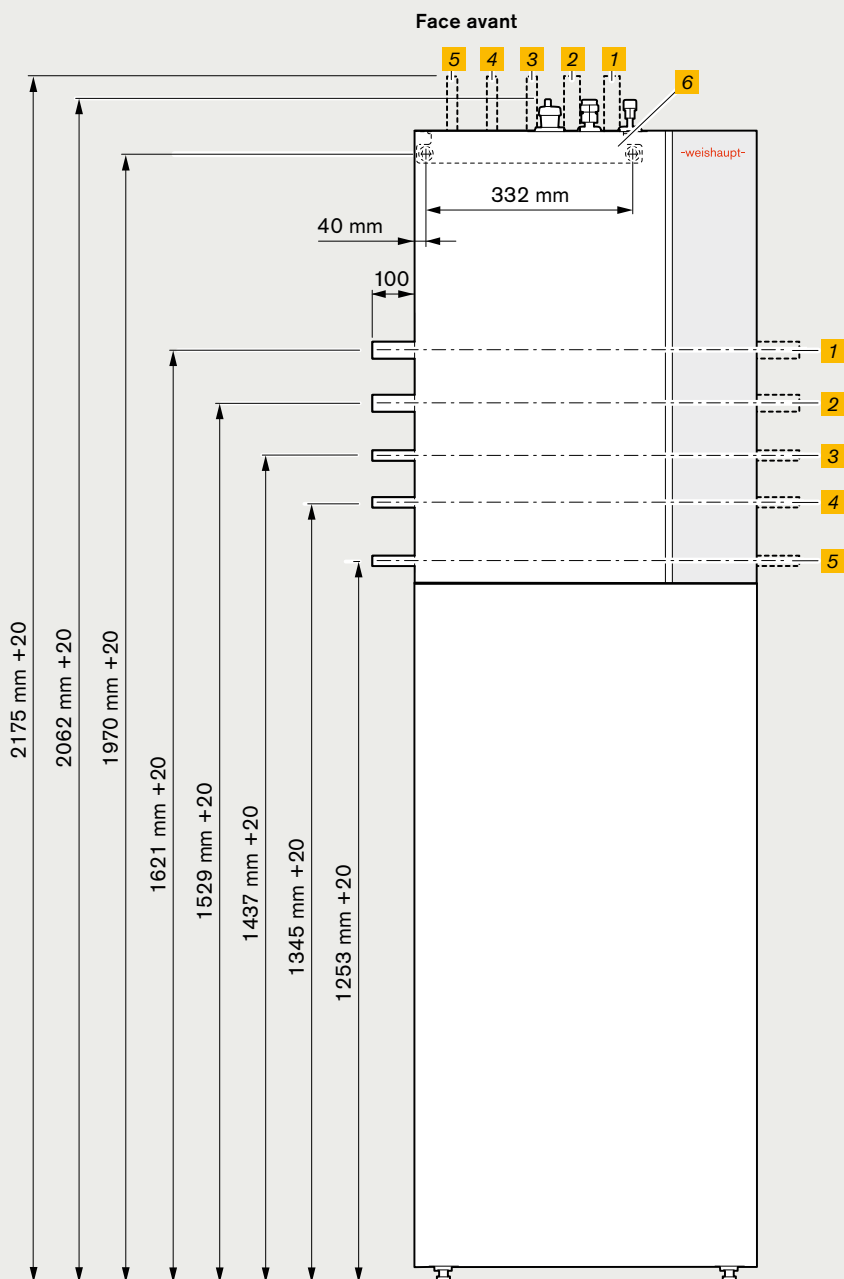 Face avant
5 4 3 2 1
6
-weishaupt-
332 mm
40 mm
100
1
2
3
4
5
2175 mm +20
2062 mm +20
1970 mm +20
1621 mm +20
1529 mm +20
1437 mm +20
1345 mm +20
1253 mm +20